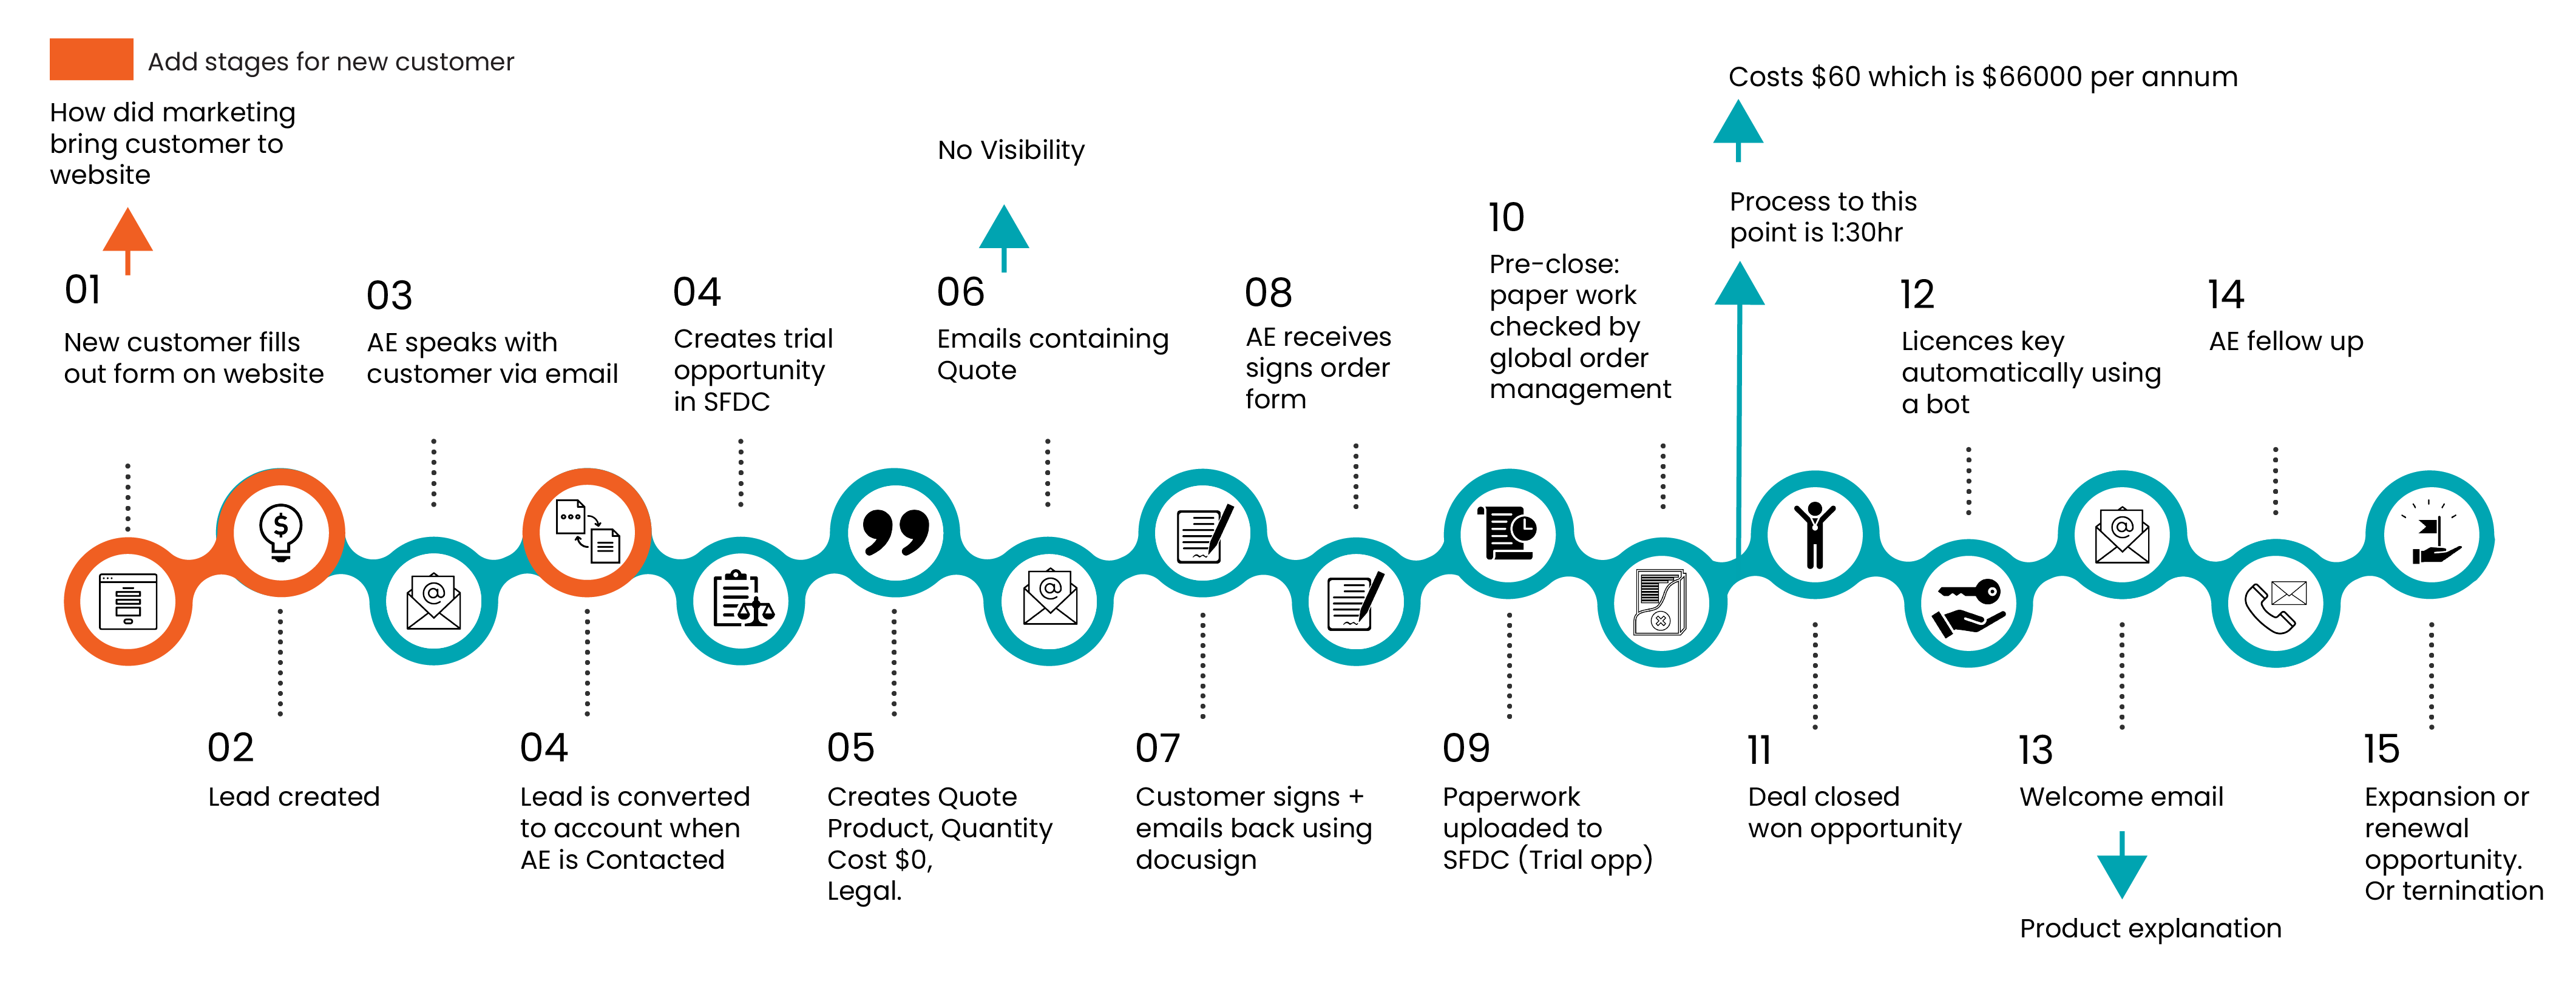 Add stages for new customer
How did marketing
bring customer to
website
01
New customer fills
out form on website
02
Lead created
03
AE speaks with
customer via email
04
Lead is converted
to account when
AE is Contacted
04
Creates trial
opportunity
in SFDC
05
Creates Quote
Product, Quantity
Cost $0,
Legal.
No Visibility
06
Emails containing
Quote
07
Customer signs +
emails back using
docusign
08
AE receives
signs order
form
09
Paperwork
uploaded to
SFDC (Trial opp)
10
Pre-close:
paper work
checked by
global order
management
Costs $60 which is $66000 per annum
Process to this
point is 1:30hr
11
Deal closed
won opportunity
12
Licences key
automatically using
a bot
13
Welcome email
Product explanation
14
AE fellow up
15
Expansion or
renewal
opportunity.
Or ternination